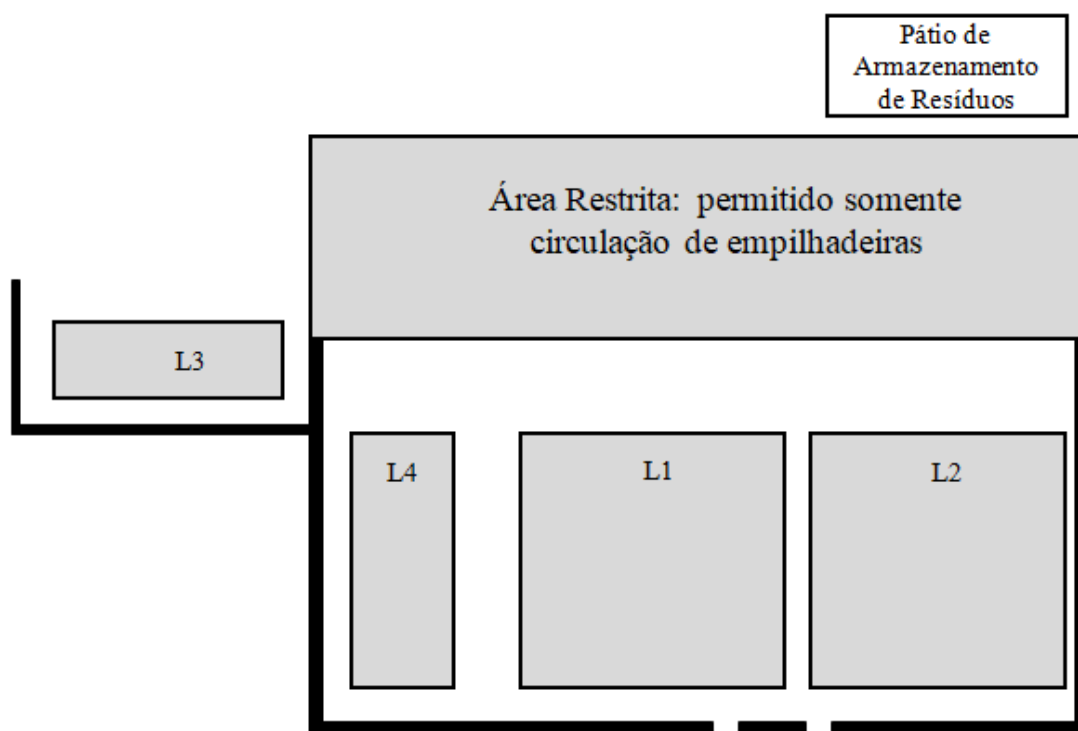 Pátio de
Armazenamento
de Resíduos
Área Restrita: permitido somente
circulação de empilhadeiras
L3
L4
L1
L2